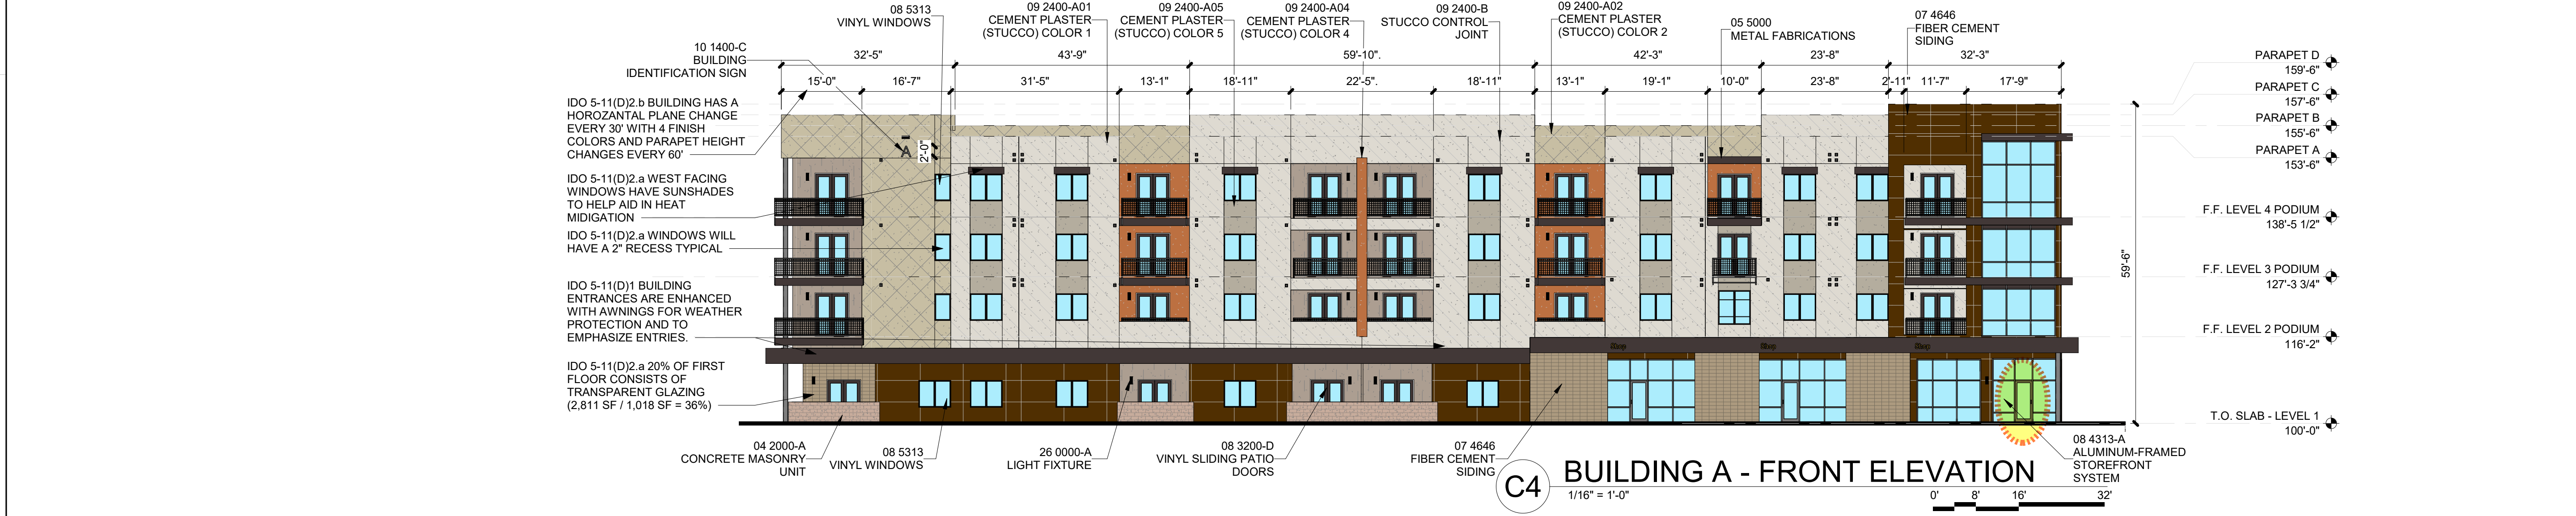 08 5313
VINYL WINDOWS
09 2400-A01
CEMENT PLASTER
(STUCCO) COLOR 1
09 2400-A05
CEMENT PLASTER
(STUCCO) COLOR 5
09 2400-A04
CEMENT PLASTER
(STUCCO) COLOR 4
09 2400-B
STUCCO CONTROL
JOINT
09 2400-A02
CEMENT PLASTER
(STUCCO) COLOR 2
05 5000
METAL FABRICATIONS
07 4646
FIBER CEMENT
SIDING
10 1400-C
BUILDING
IDENTIFICATION SIGN
32'-5"
43'-9"
59'-10".
42'-3"
23'-8"
32'-3"
15'-0"
16'-7"
31'-5"
13'-1"
18'-11"
22'-5".
18'-11"
13'-1"
19'-1"
10'-0"
23'-8"
2'-11"
11'-7"
17'-9"
IDO 5-11(D)2.b BUILDING HAS A
HOROZANTAL PLANE CHANGE
EVERY 30' WITH 4 FINISH
COLORS AND PARAPET HEIGHT
CHANGES EVERY 60'
A
2'-0"
IDO 5-11(D)2.a WEST FACING
WINDOWS HAVE SUNSHADES
TO HELP AID IN HEAT
MIDIGATION
IDO 5-11(D)2.a WINDOWS WILL
HAVE A 2" RECESS TYPICAL
IDO 5-11(D)1 BUILDING
ENTRANCES ARE ENHANCED
WITH AWNINGS FOR WEATHER
PROTECTION AND TO
EMPHASIZE ENTRIES.
IDO 5-11(D)2.a 20% OF FIRST
FLOOR CONSISTS OF
TRANSPARENT GLAZING
(2,811 SF / 1,018 SF = 36%)
PARAPET D
159'-6"
PARAPET C
157'-6"
PARAPET B
155'-6"
PARAPET A
153'-6"
F.F. LEVEL 4 PODIUM
138'-5 1/2"
F.F. LEVEL 3 PODIUM
127'-3 3/4"
F.F. LEVEL 2 PODIUM
116'-2"
T.O. SLAB - LEVEL 1
100'-0"
59'-6"
Shop
Shop
Shop
04 2000-A
CONCRETE MASONRY
UNIT
08 5313
VINYL WINDOWS
26 0000-A
LIGHT FIXTURE
08 3200-D
VINYL SLIDING PATIO
DOORS
07 4646
FIBER CEMENT
SIDING
08 4313-A
ALUMINUM-FRAMED
STOREFRONT
SYSTEM
C4
BUILDING A - FRONT ELEVATION
1/16" = 1'-0"
0' 8' 16' 32'